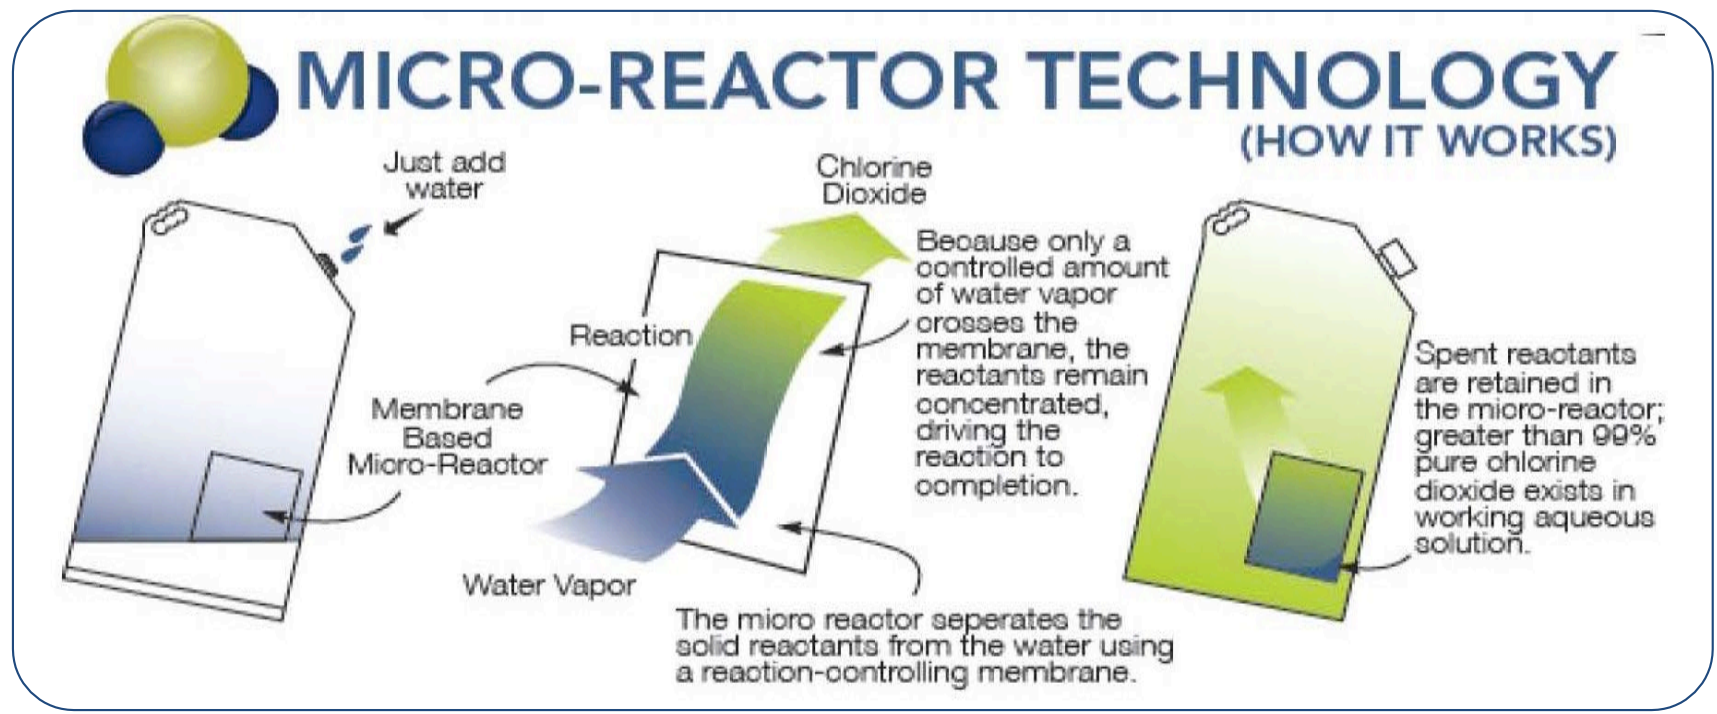 MICRO-REACTOR TECHNOLOGY
(HOW IT WORKS)
Just add
water
Membrane
Based
Micro-Reactor
Reaction
Water Vapor
Chlorine
Dioxide
Because only a
controlled amount
of water vapor
crosses the
membrane, the
reactants remain
concentrated,
driving the
reaction to
completion.
The micro reactor seperates the
solid reactants from the water using
a reaction-controlling membrane.
Spent reactants
are retained in
the micro-reactor;
greater than 99%
pure chlorine
dioxide exists in
working aqueous
solution.